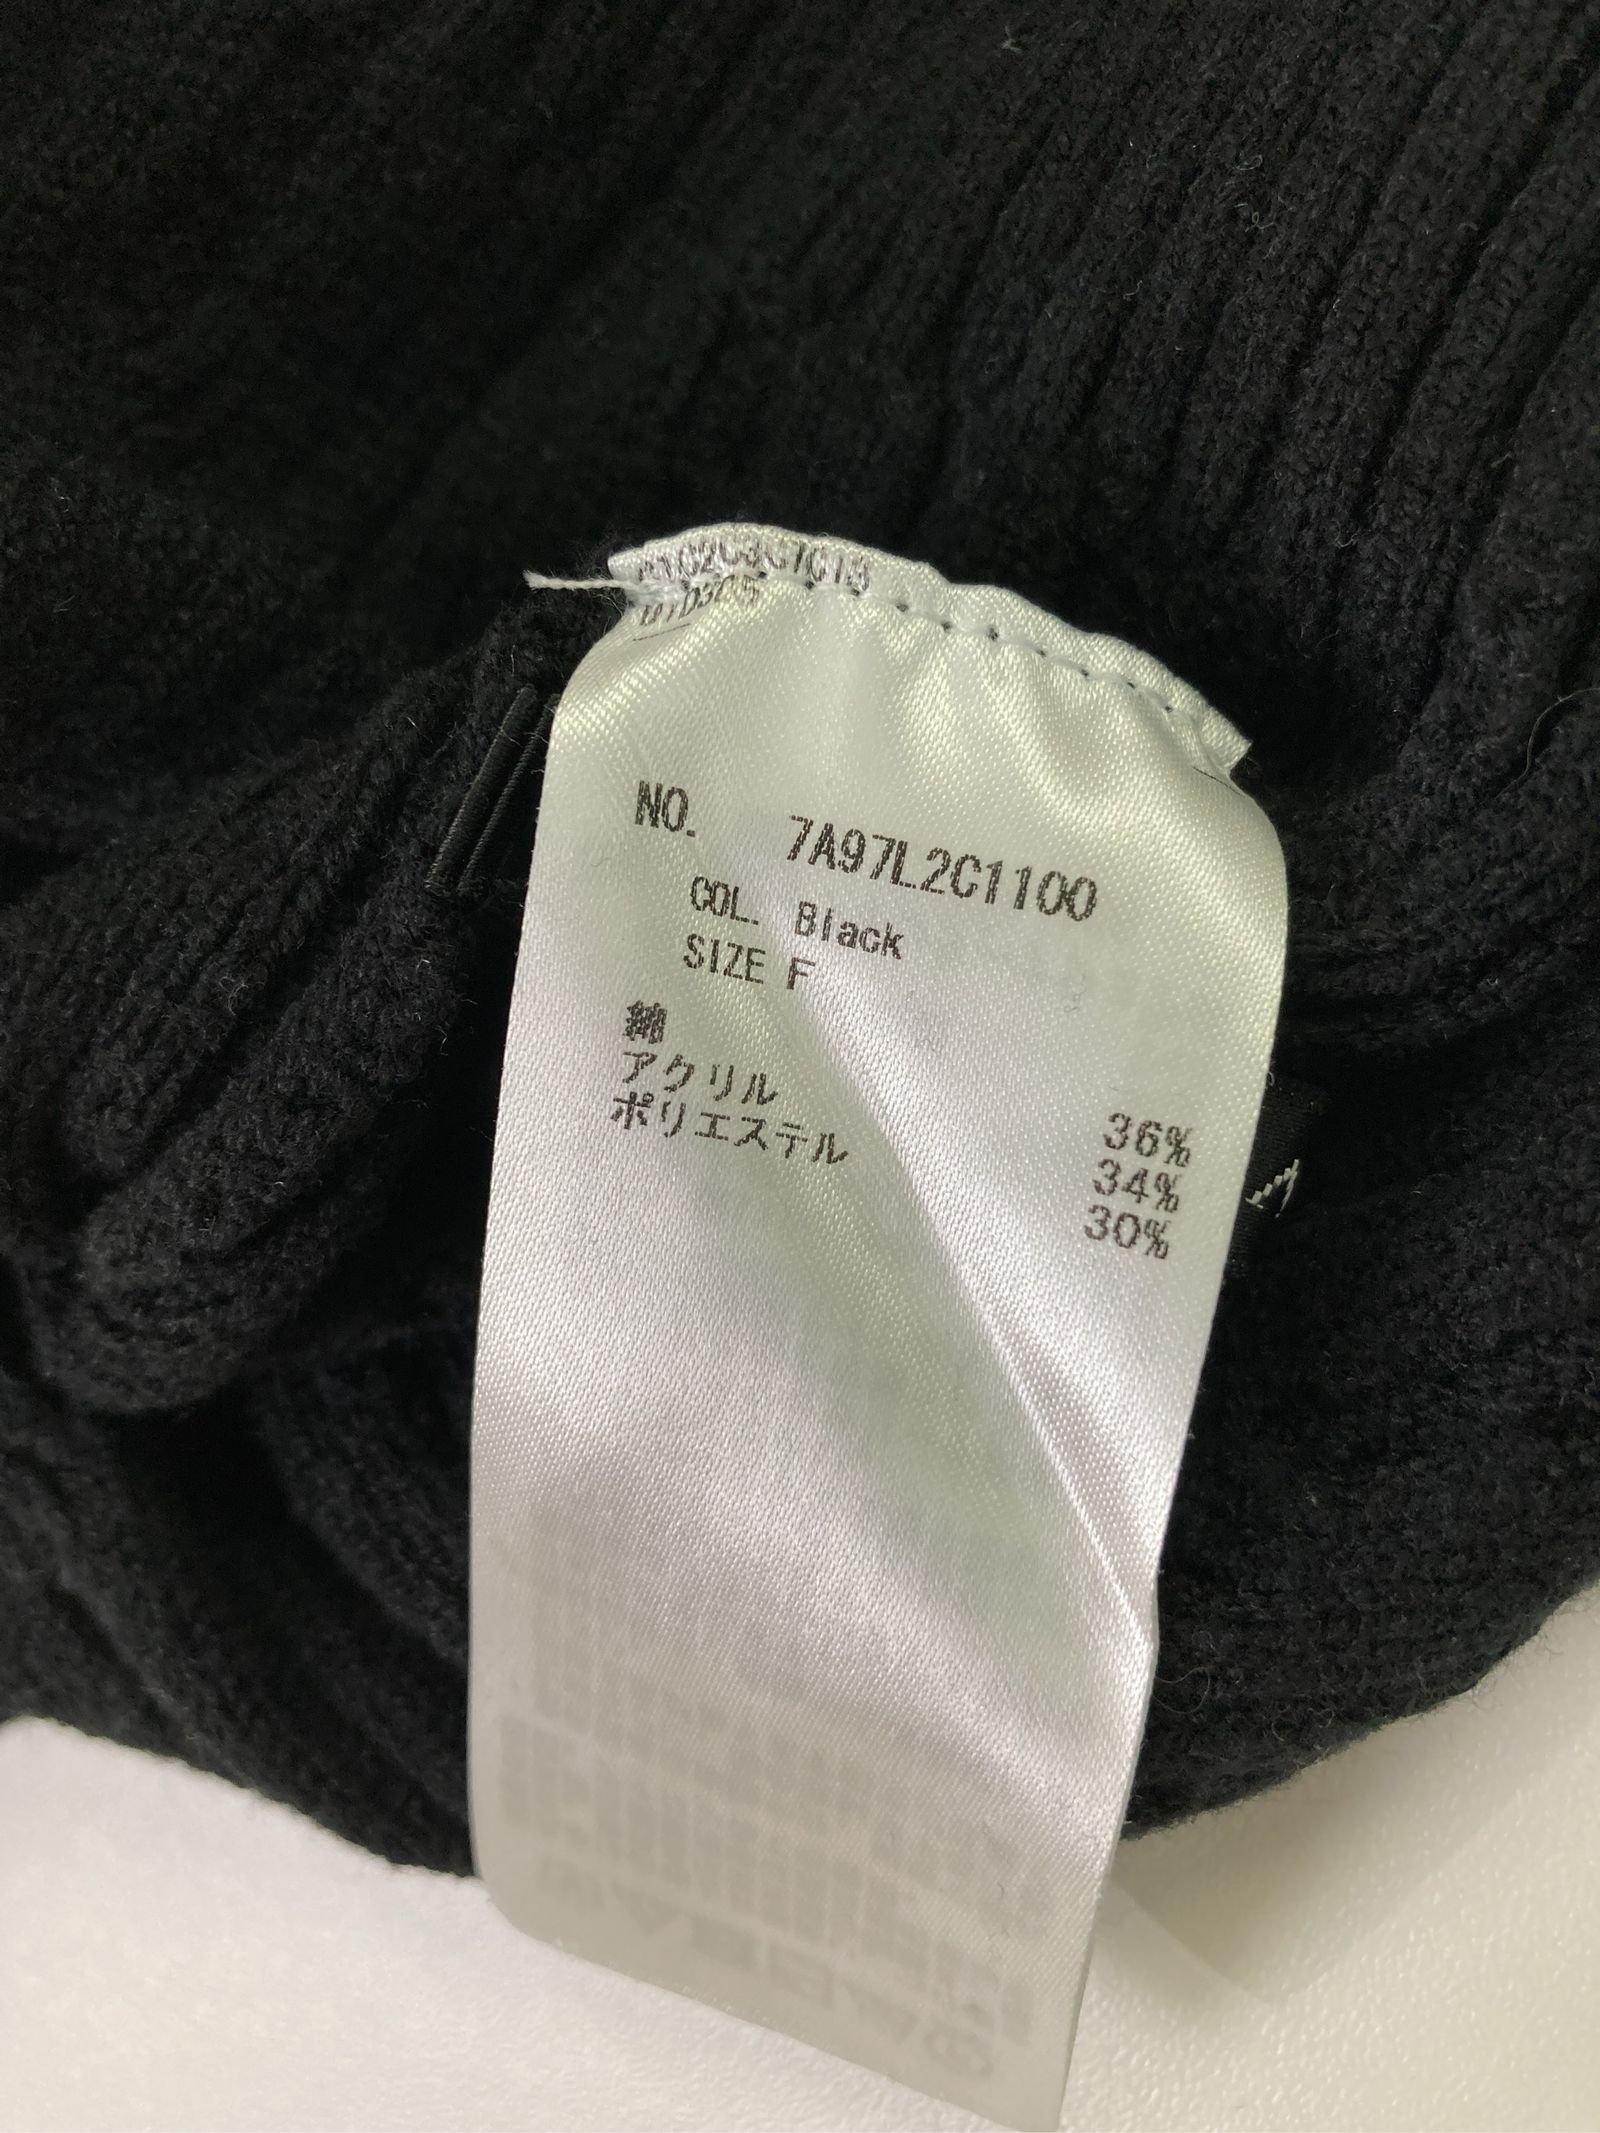 NO. 7A97L2C1100
COL. Black
SIZE F
綿 36%
アクリル 34%
ポリエステル 30%